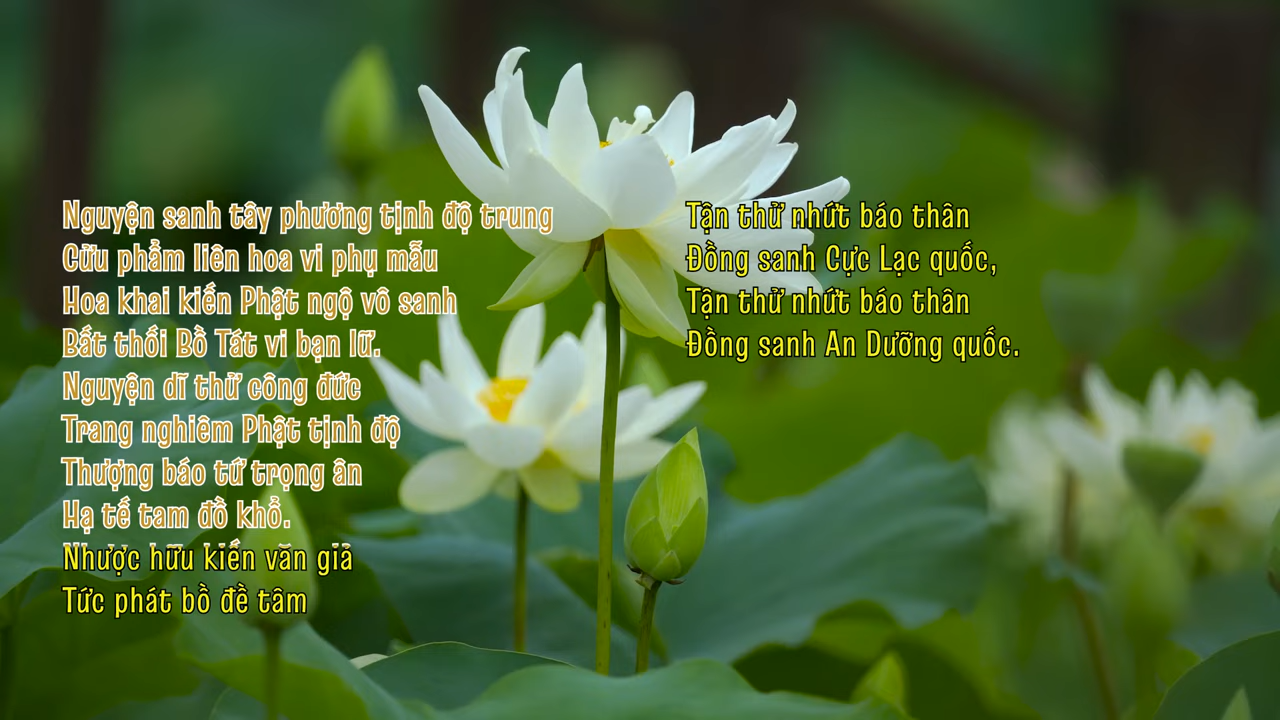 Nguyện sanh tây phương tịnh độ trung
Cửu phẩm liên hoa vi phụ mẫu
Hoa khai kiến Phật ngộ vô sanh
Bất thối Bồ Tát vi bạn lữ.
Nguyện dĩ thử công đức
Trang nghiêm Phật tịnh độ
Thượng báo tứ trọng ân
Hạ tế tam đồ khổ.
Nhược hữu kiến văn giả
Tức phát bồ đề tâm
Tận thử nhứt báo thân
Đồng sanh Cực Lạc quốc,
Tận thử nhứt báo thân
Đồng sanh An Dưỡng quốc.